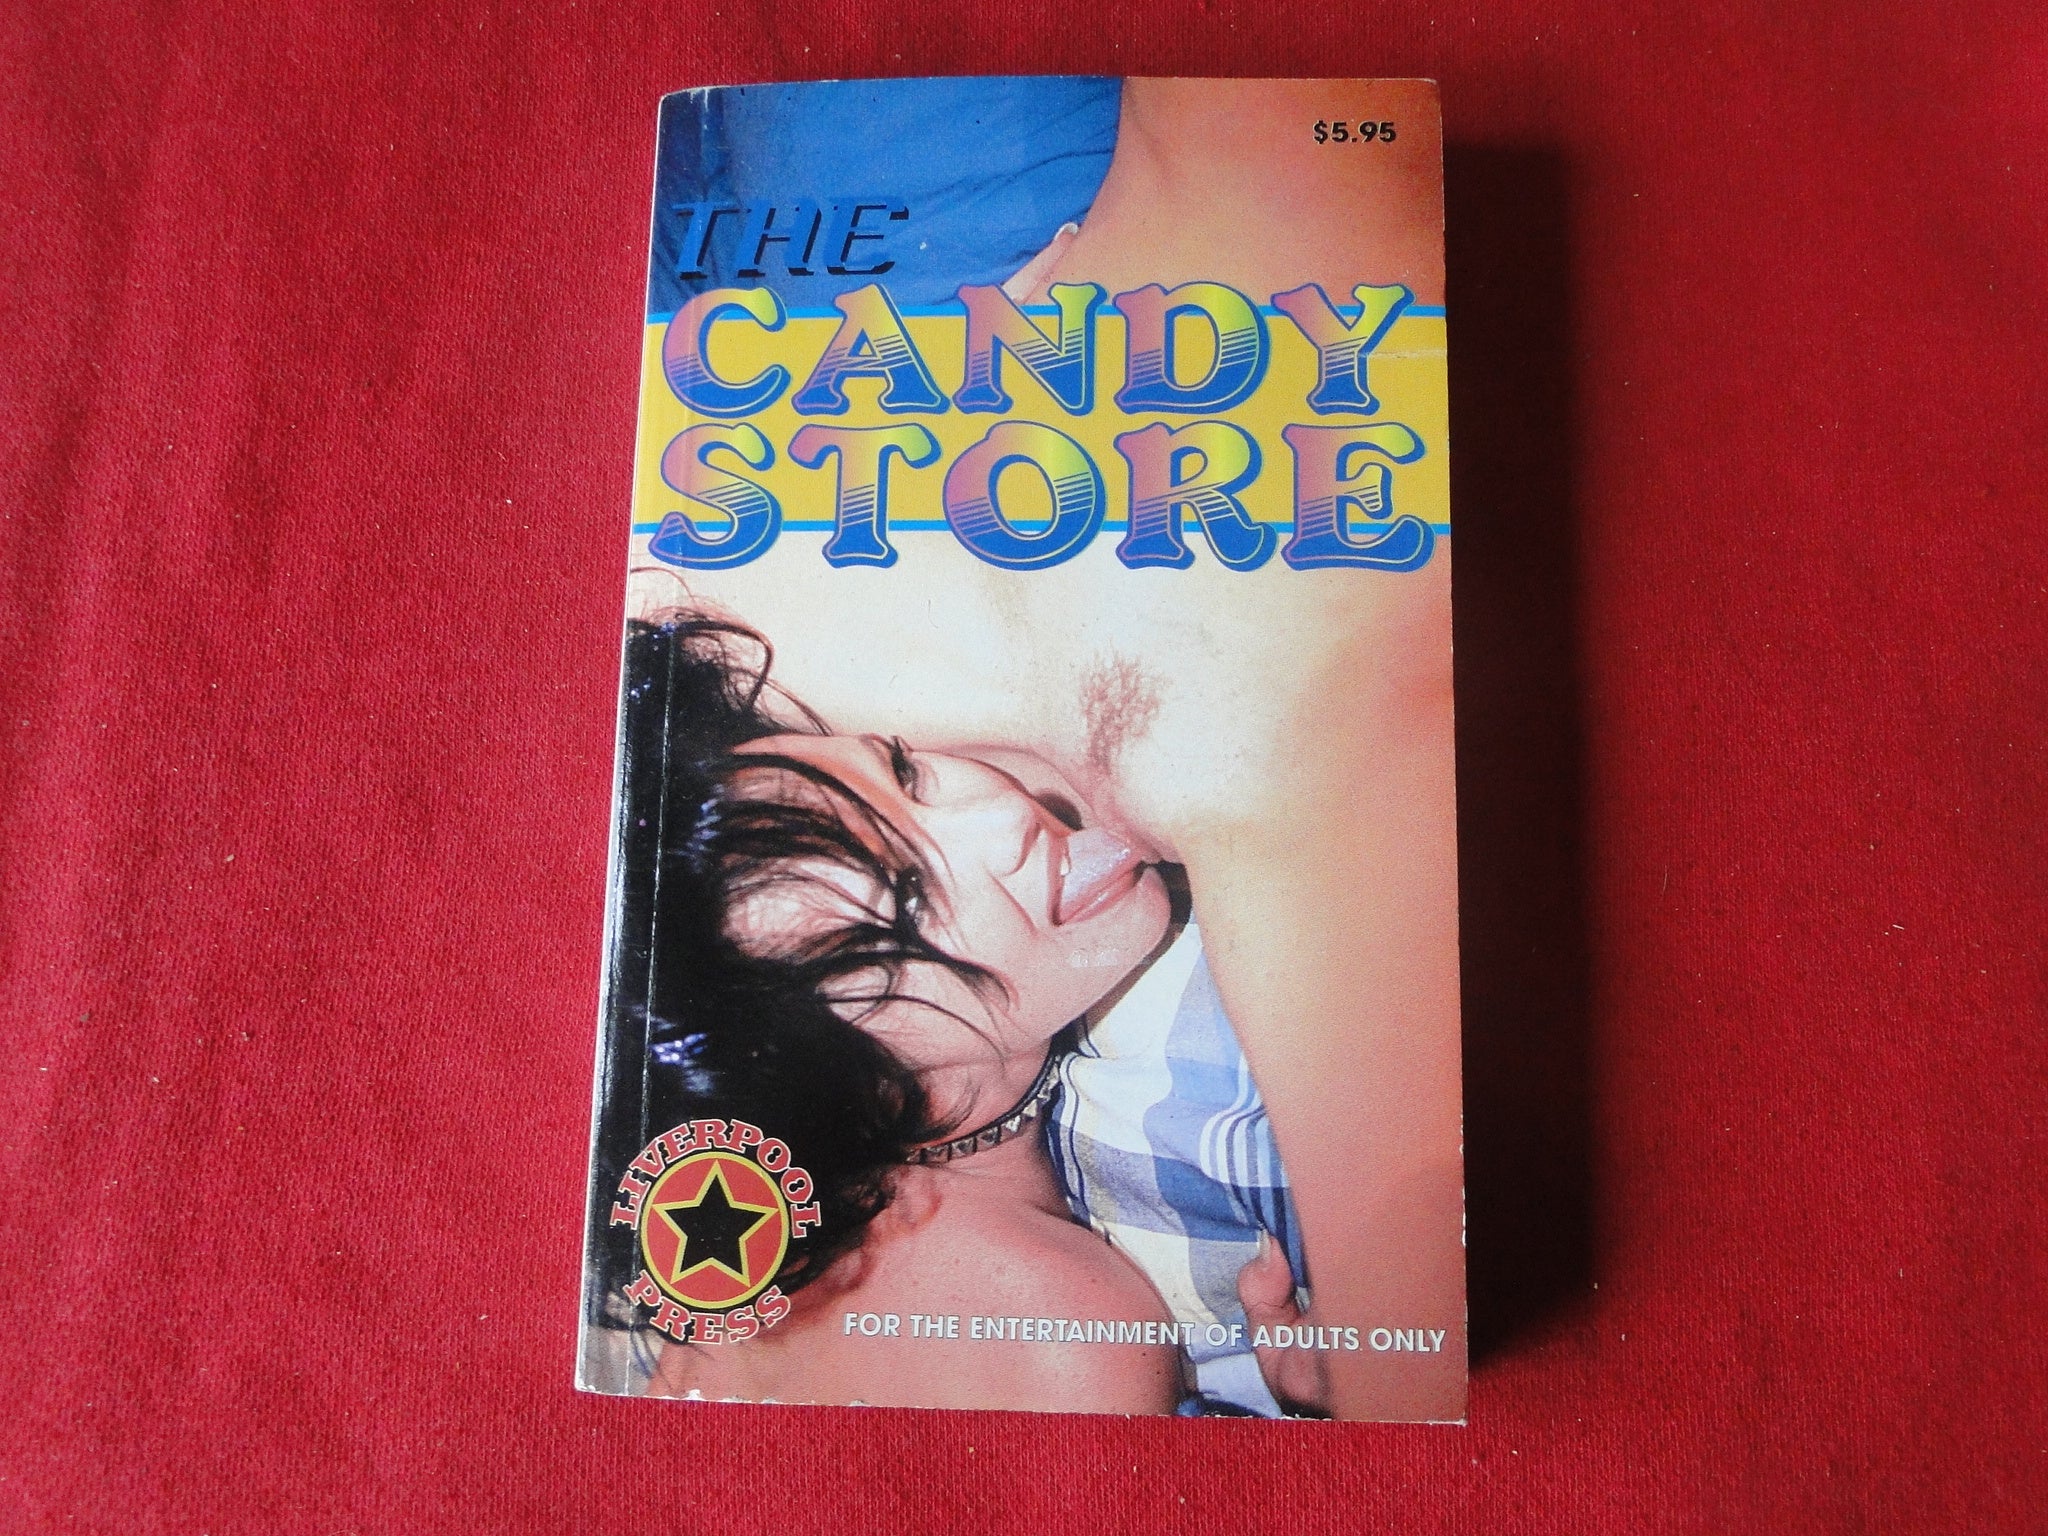 $5.95
THE
CANDY
STORE
LIVERPOOL
PRESS
FOR THE ENTERTAINMENT OF ADULTS ONLY